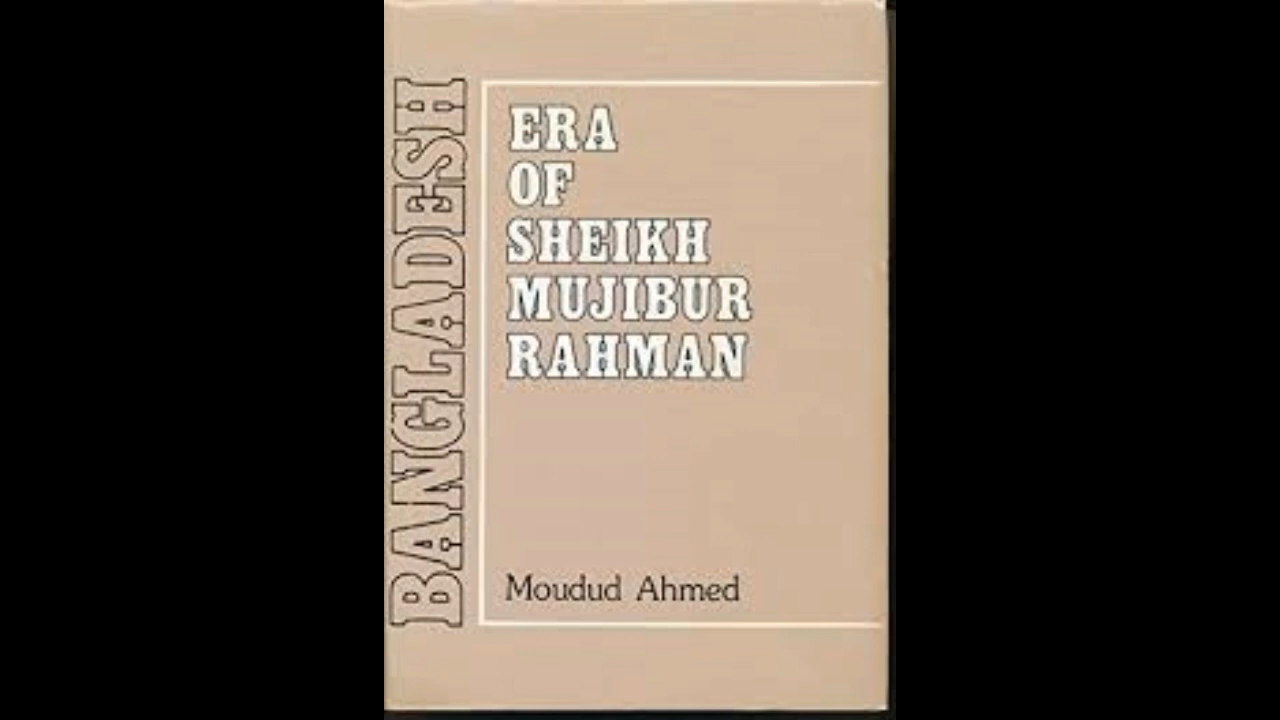 BANGLADESH
ERA
OF
SHEIKH
MUJIBUR
RAHMAN
Moudud Ahmed